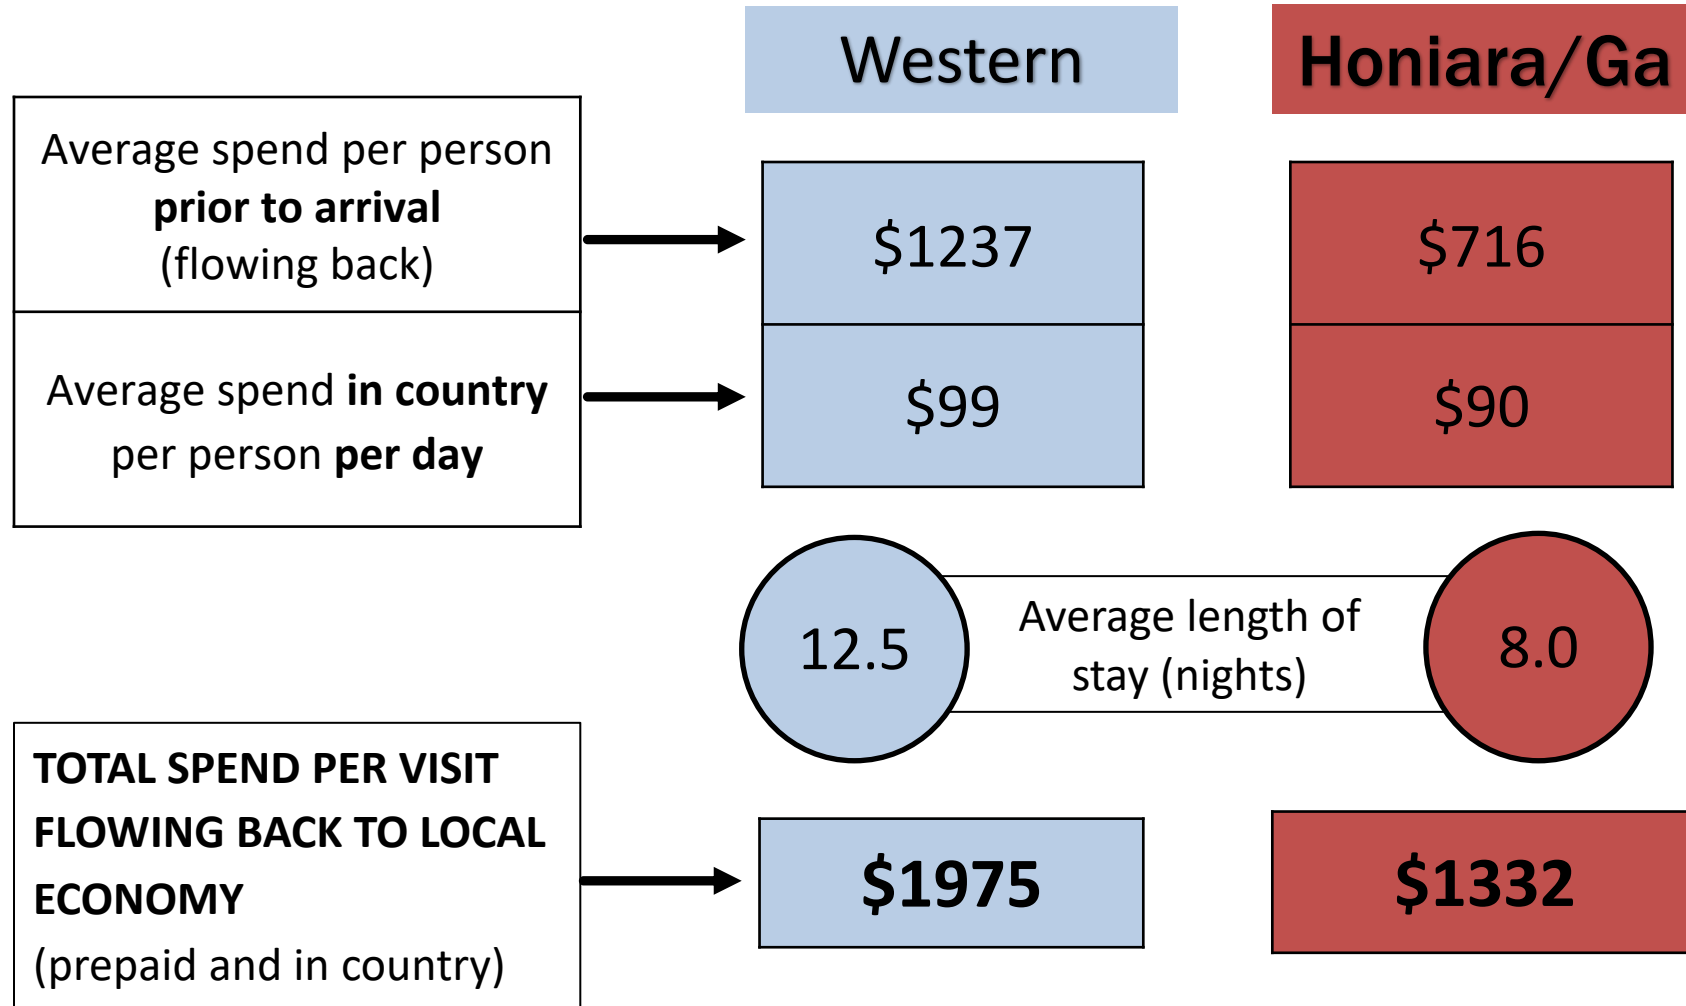 Western
Honiara/Ga
Average spend per person
prior to arrival
(flowing back)
$1237
$716
Average spend in country
per person per day
$99
$90
12.5
Average length of
stay (nights)
8.0
TOTAL SPEND PER VISIT
FLOWING BACK TO LOCAL
ECONOMY
(prepaid and in country)
$1975
$1332